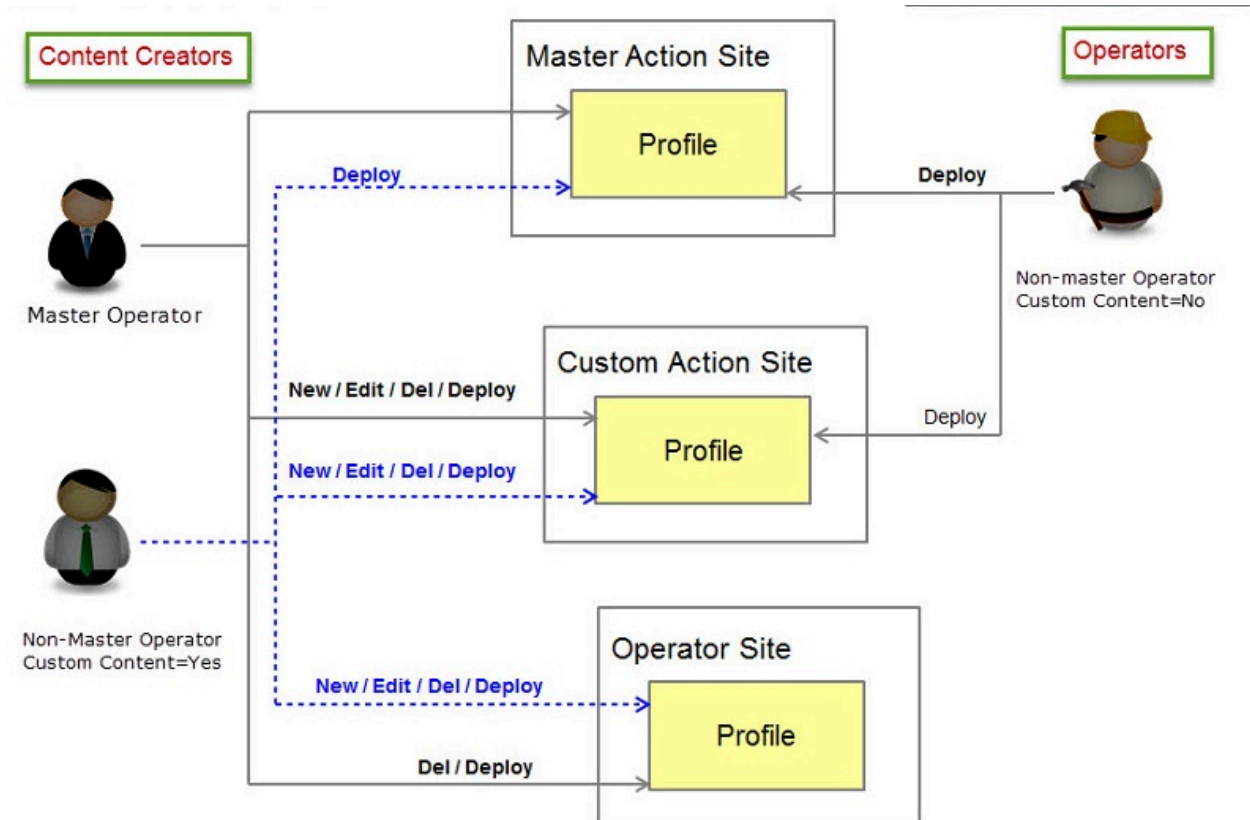 Content Creators
Master Action Site
Operators
Profile
Deploy
Deploy
Master Operator
Non-master Operator
Custom Content=No
Custom Action Site
New / Edit / Del / Deploy
Profile
Deploy
New / Edit / Del / Deploy
Non-Master Operator
Custom Content=Yes
Operator Site
New / Edit / Del / Deploy
Profile
Del / Deploy